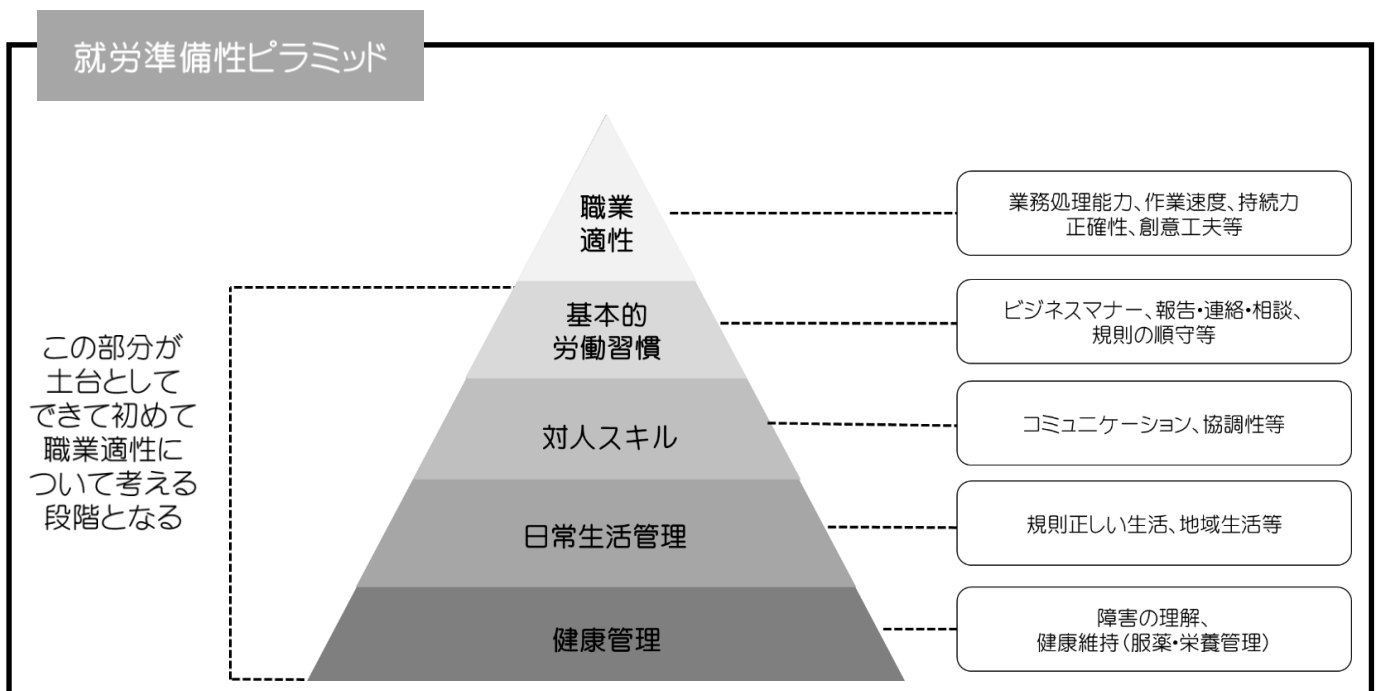 就労準備性ピラミッド
職業
適性
業務処理能力、作業速度、持続力
正確性、創意工夫等
基本的
労働習慣
ビジネスマナー、報告・連絡・相談、
規則の順守等
この部分が
土台として
できて初めて
職業適性に
ついて考える
段階となる
対人スキル
コミュニケーション、協調性等
日常生活管理
規則正しい生活、地域生活等
健康管理
障害の理解、
健康維持(服薬・栄養管理)